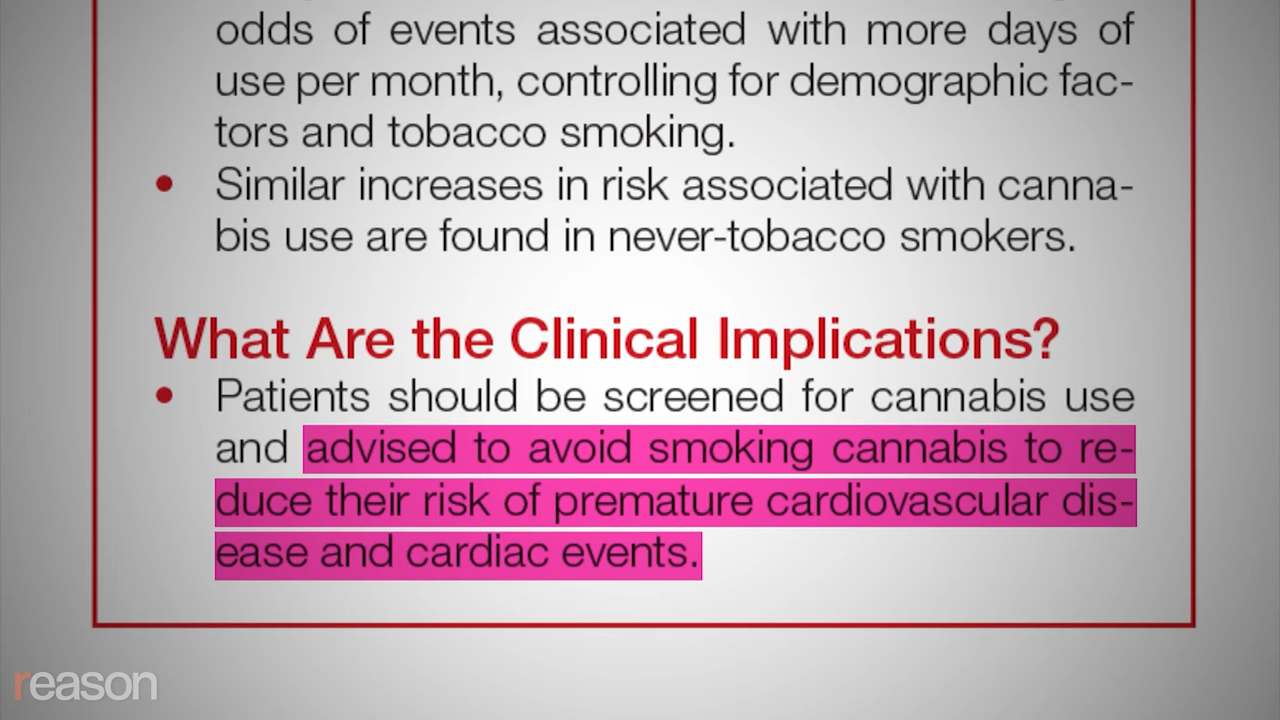 odds of events associated with more days of
use per month, controlling for demographic fac-
tors and tobacco smoking.
• Similar increases in risk associated with canna-
bis use are found in never-tobacco smokers.
What Are the Clinical Implications?
• Patients should be screened for cannabis use
and advised to avoid smoking cannabis to re-
duce their risk of premature cardiovascular dis-
ease and cardiac events.
reason